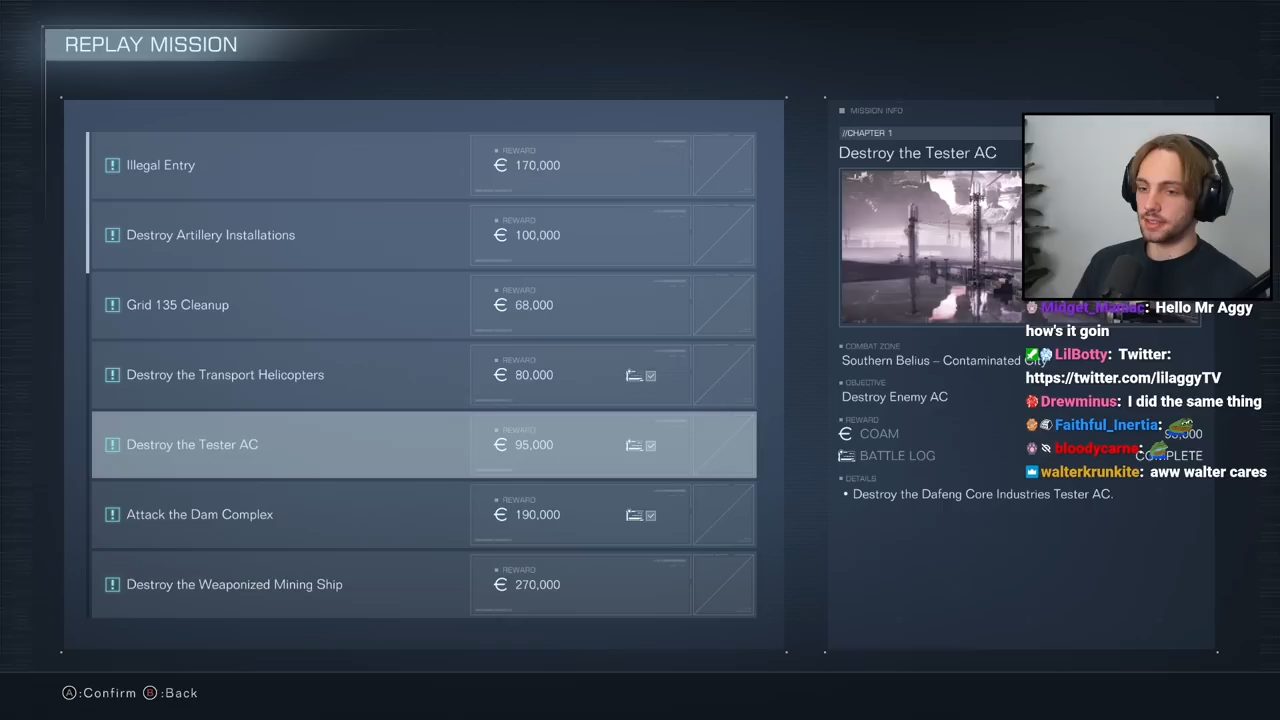 REPLAY MISSION
Illegal Entry
REWARD
170,000
Destroy Artillery Installations
REWARD
100,000
Grid 135 Cleanup
REWARD
68,000
Destroy the Transport Helicopters
REWARD
80,000
Destroy the Tester AC
REWARD
95,000
Attack the Dam Complex
REWARD
190,000
Destroy the Weaponized Mining Ship
REWARD
270,000
MISSION INFO
//CHAPTER 1
Destroy the Tester AC
COMBAT ZONE
Southern Belius – Contaminated City
OBJECTIVE
Destroy Enemy AC
REWARD
COAM 95,000
BATTLE LOG COMPLETE
DETAILS
• Destroy the Dafeng Core Industries Tester AC.
Midget_Maniac: Hello Mr Aggy
how's it goin
LilBotty: Twitter:
https://twitter.com/lilaggyTV
Drewminus: I did the same thing
Faithful_Inertia:
bloodycarne:
walterkrunkite: aww walter cares
A:Confirm B:Back